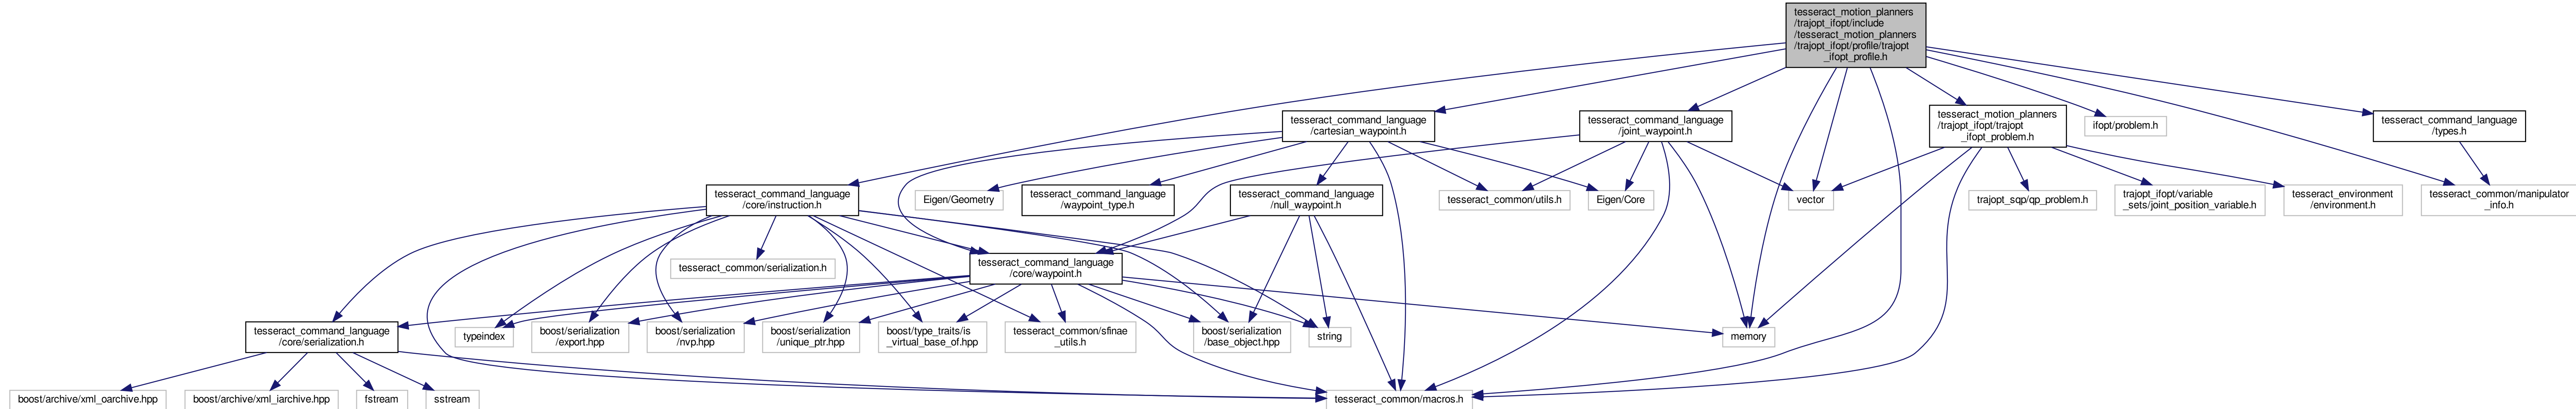 tesseract_motion_planners
/trajopt_ifopt/include
/tesseract_motion_planners
/trajopt_ifopt/profile/trajopt
_ifopt_profile.h
tesseract_command_language
/cartesian_waypoint.h
tesseract_command_language
/joint_waypoint.h
tesseract_motion_planners
/trajopt_ifopt/trajopt
_ifopt_problem.h
ifopt/problem.h
tesseract_command_language
/types.h
tesseract_command_language
/core/instruction.h
Eigen/Geometry
tesseract_command_language
/waypoint_type.h
tesseract_command_language
/null_waypoint.h
tesseract_common/utils.h
Eigen/Core
vector
trajopt_sqp/qp_problem.h
trajopt_ifopt/variable
_sets/joint_position_variable.h
tesseract_environment
/environment.h
tesseract_common/manipulator
_info.h
tesseract_common/serialization.h
tesseract_command_language
/core/waypoint.h
tesseract_command_language
/core/serialization.h
typeindex
boost/serialization
/export.hpp
boost/serialization
/nvp.hpp
boost/serialization
/unique_ptr.hpp
boost/type_traits/is
_virtual_base_of.hpp
tesseract_common/sfinae
_utils.h
boost/serialization
/base_object.hpp
string
memory
boost/archive/xml_oarchive.hpp
boost/archive/xml_iarchive.hpp
fstream
sstream
tesseract_common/macros.h